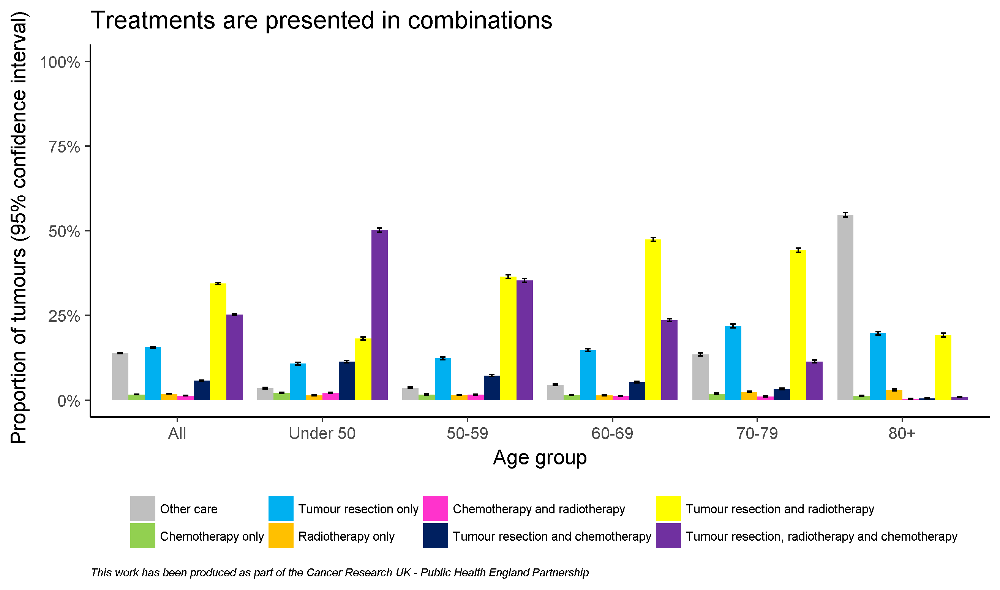 Treatments are presented in combinations
Proportion of tumours (95% confidence interval)
100%
75%
50%
25%
0%
All
Under 50
50-59
60-69
70-79
80+
Age group
Other care
Tumour resection only
Chemotherapy and radiotherapy
Tumour resection and radiotherapy
Chemotherapy only
Radiotherapy only
Tumour resection and chemotherapy
Tumour resection, radiotherapy and chemotherapy
This work has been produced as part of the Cancer Research UK - Public Health England Partnership